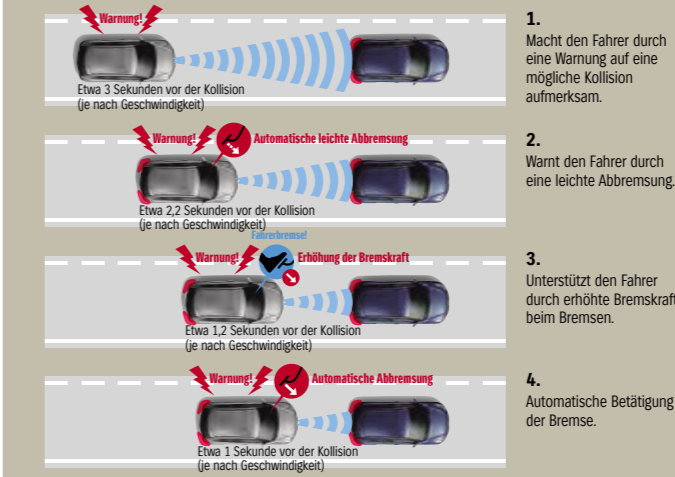 Warnung!
Etwa 3 Sekunden vor der Kollision
(je nach Geschwindigkeit)
1.
Macht den Fahrer durch
eine Warnung auf eine
mögliche Kollision
aufmerksam.
Warnung!
Automatische leichte Abbremsung
Etwa 2,2 Sekunden vor der Kollision
(je nach Geschwindigkeit)
2.
Warnt den Fahrer durch
eine leichte Abbremsung.
Fahrerbremse!
Warnung!
Erhöhung der Bremskraft
Etwa 1,2 Sekunden vor der Kollision
(je nach Geschwindigkeit)
3.
Unterstützt den Fahrer
durch erhöhte Bremskraft
beim Bremsen.
Warnung!
Automatische Abbremsung
Etwa 1 Sekunde vor der Kollision
(je nach Geschwindigkeit)
4.
Automatische Betätigung
der Bremse.